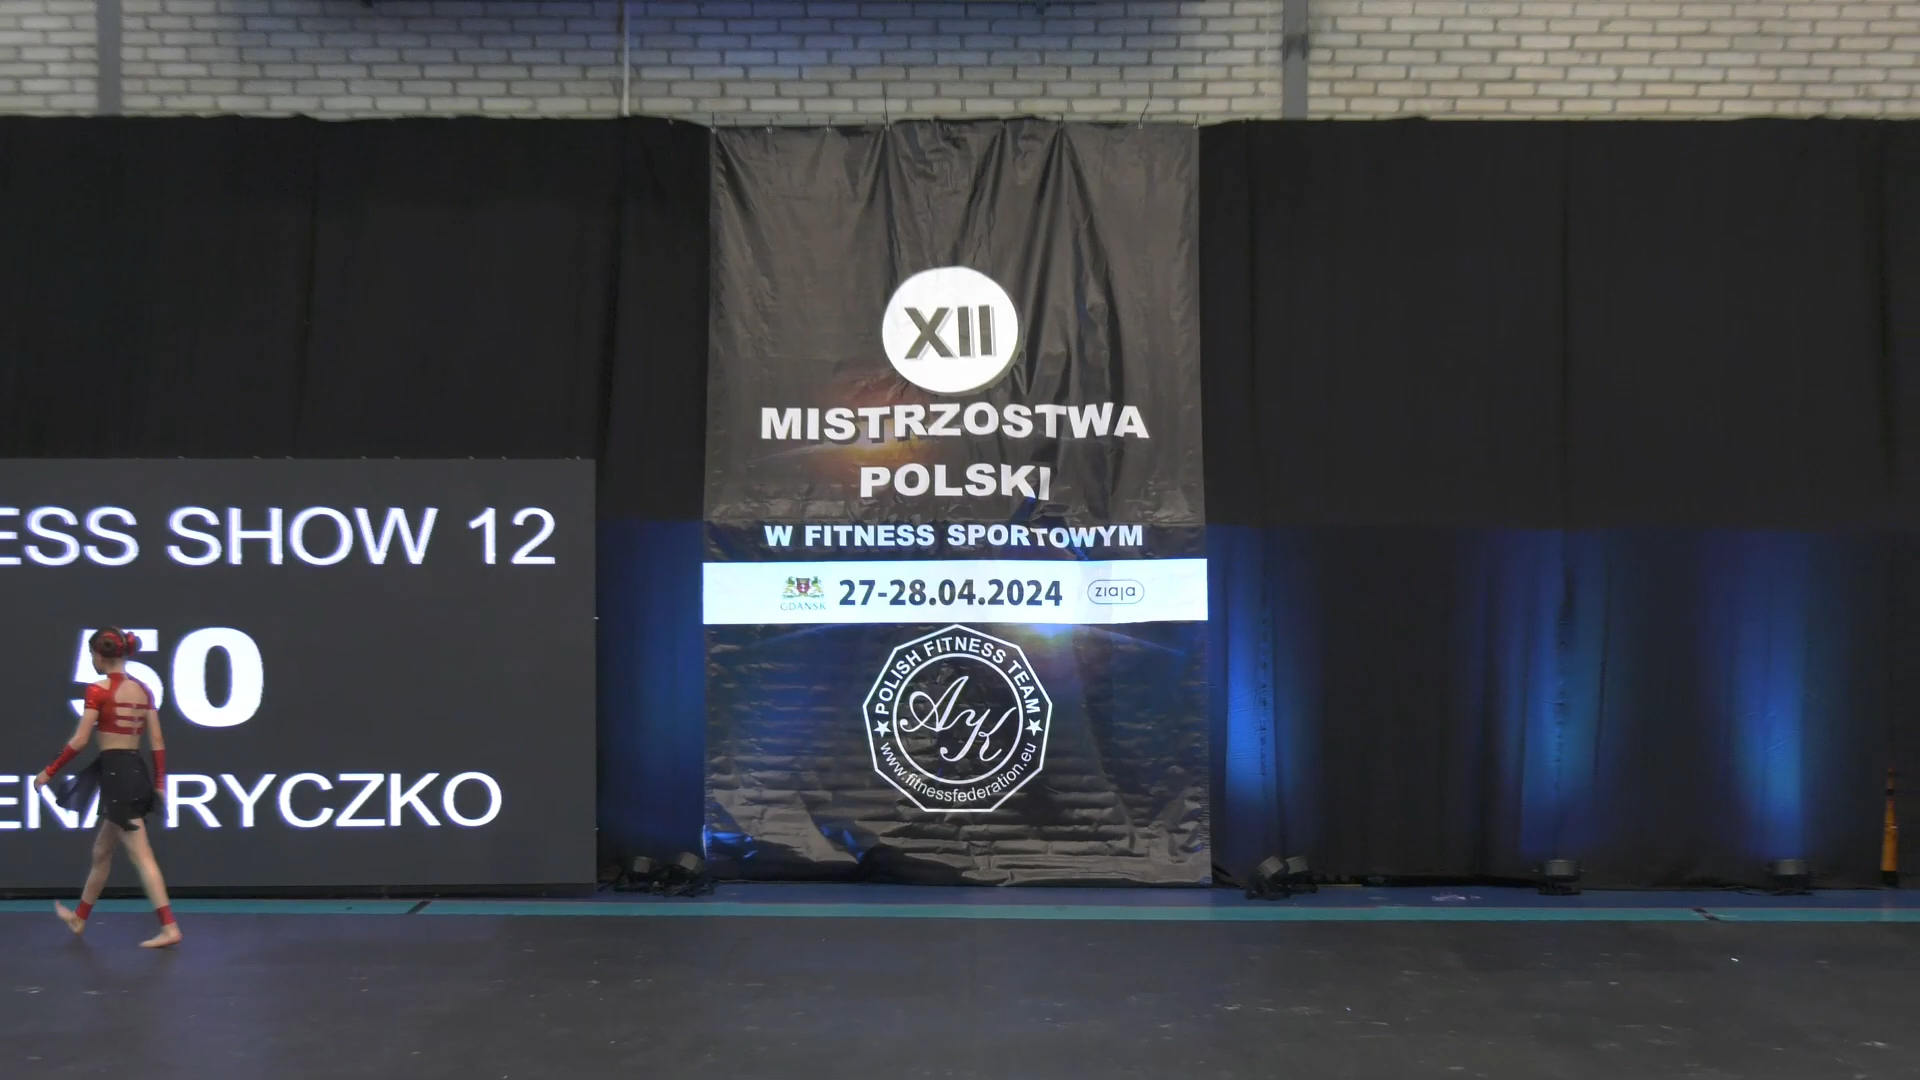 XII
MISTRZOSTWA
POLSKI
W FITNESS SPORTOWYM
GDAŃSK 27-28.04.2024 ziaja
POLISH FITNESS TEAM
AK
www.fitnessfederation.eu
ESS SHOW 12
50
RYCZKO